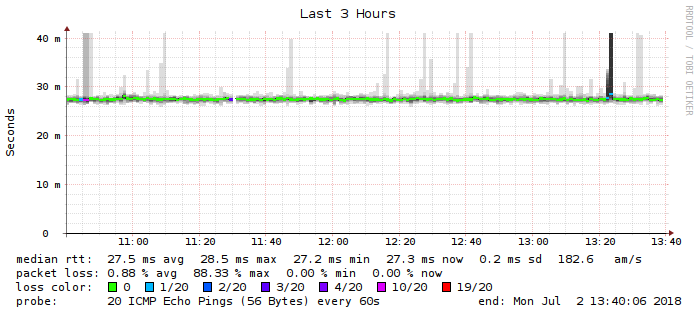 Last 3 Hours
RRDTOOL / TOBI OETIKER
Seconds
40 m
30 m
20 m
10 m
0
11:00 11:20 11:40 12:00 12:20 12:40 13:00 13:20 13:40
median rtt: 27.5 ms avg 28.5 ms max 27.2 ms min 27.3 ms now 0.2 ms sd 182.6 am/s
packet loss: 0.88 % avg 88.33 % max 0.00 % min 0.00 % now
loss color: 0 1/20 2/20 3/20 4/20 10/20 19/20
probe: 20 ICMP Echo Pings (56 Bytes) every 60s end: Mon Jul 2 13:40:06 2018